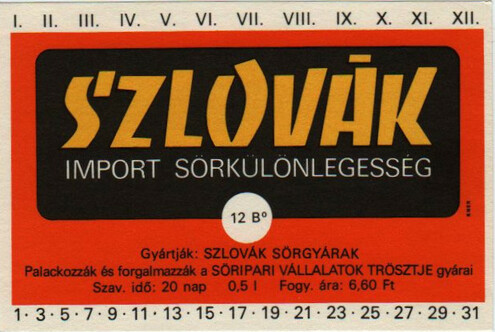 I. II. III. IV. V. VI. VII. VIII. IX. X. XI. XII.
SZLOVÁK
IMPORT SÖRKÜLÖNLEGESSÉG
12 B°
Gyártják: SZLOVÁK SÖRGYÁRAK
Palackozzák és forgalmazzák a SÖRIPARI VÁLLALATOK TRÖSZTJE gyárai
Szav. idő: 20 nap 0,5 l Fogy. ára: 6,60 Ft
1 · 3 · 5 · 7 · 9 · 11 · 13 · 15 · 17 · 19 · 21 · 23 · 25 · 27 · 29 · 31